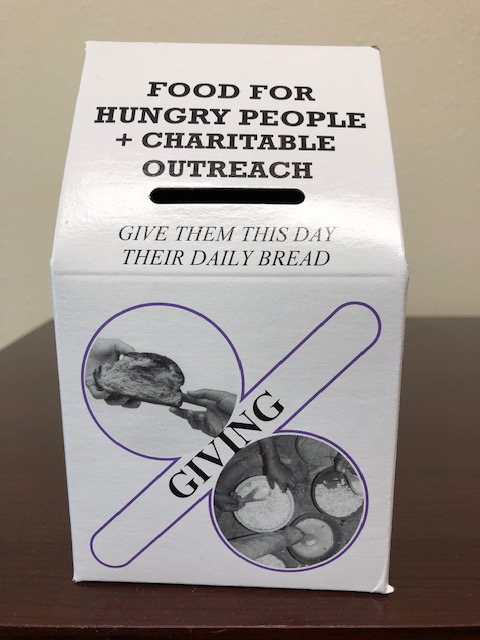 FOOD FOR
HUNGRY PEOPLE
+ CHARITABLE
OUTREACH
GIVE THEM THIS DAY
THEIR DAILY BREAD
GIVING